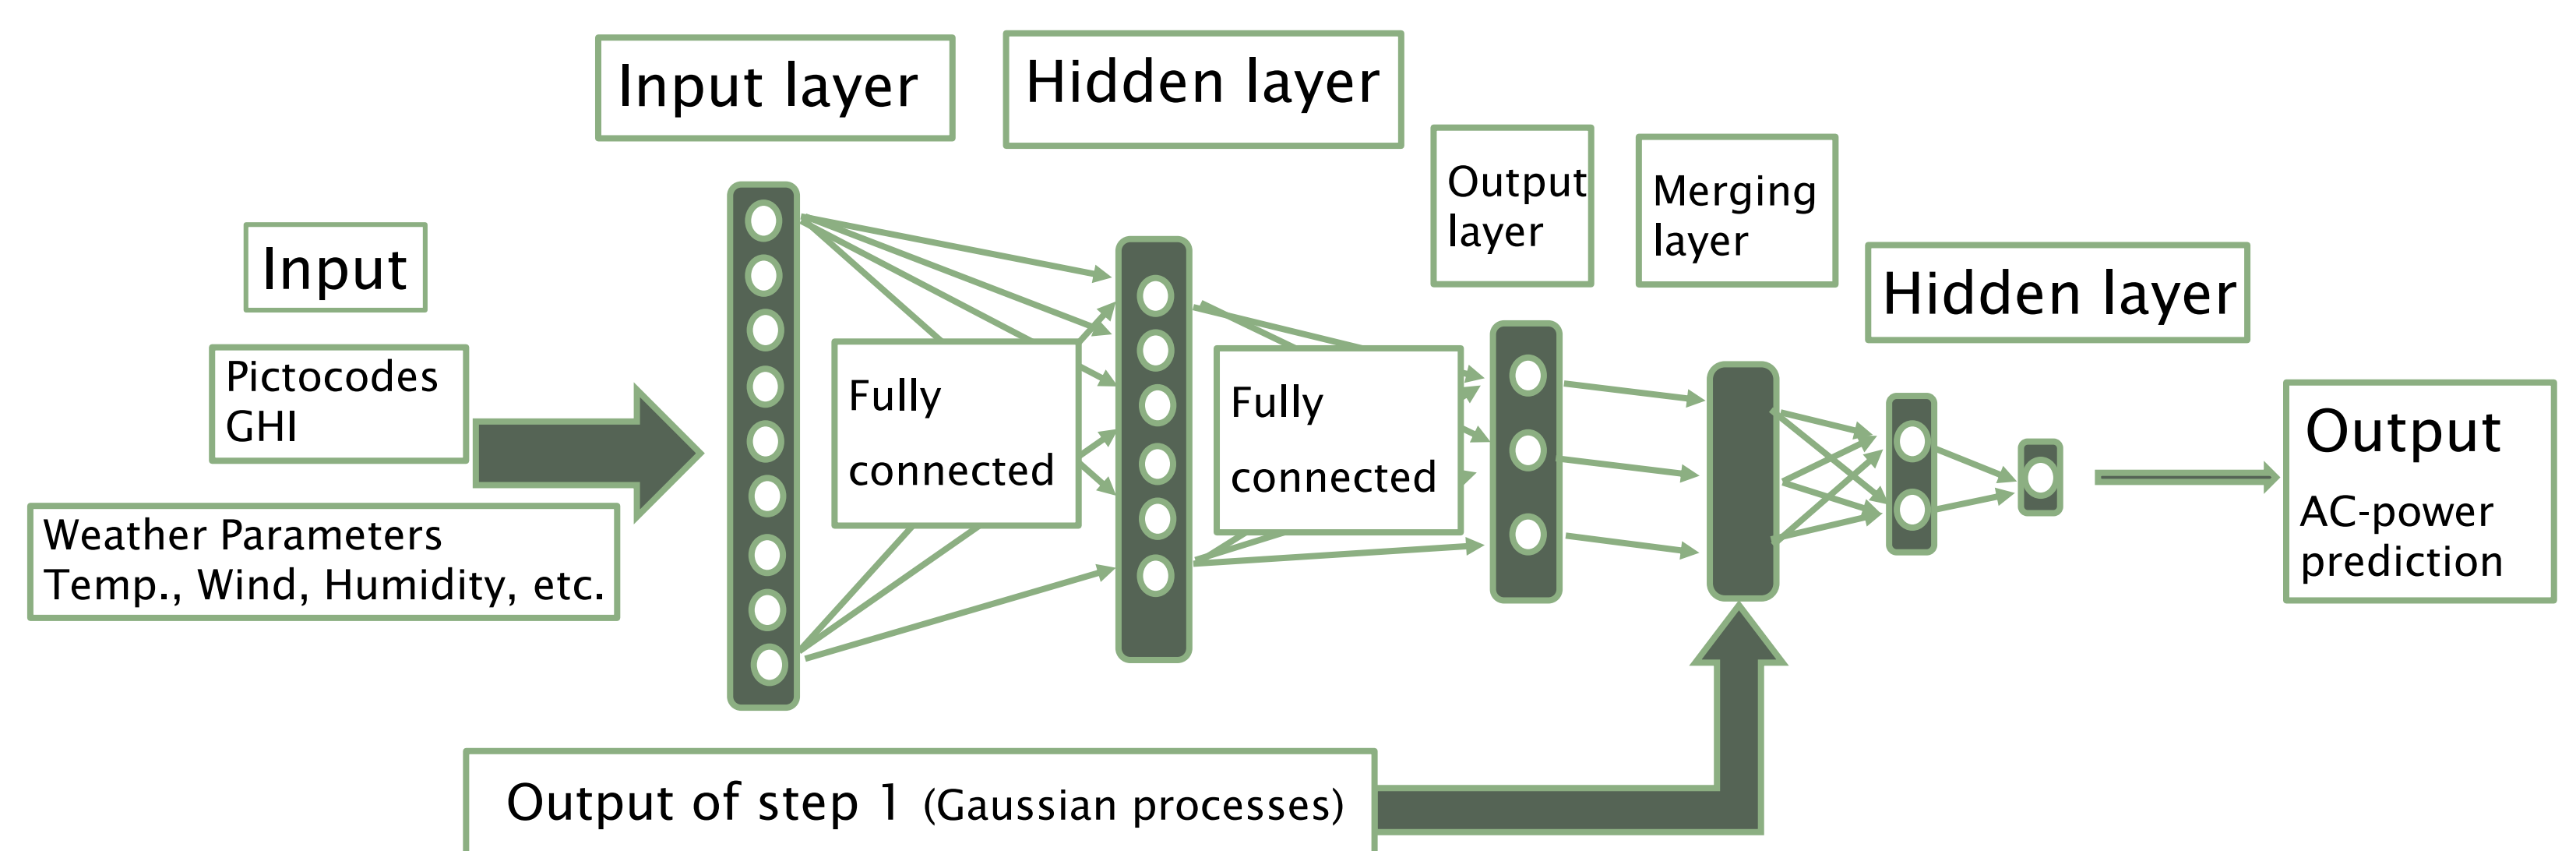 Input layer
Hidden layer
Output
layer
Merging
layer
Hidden layer
Input
Pictocodes
GHI
Weather Parameters
Temp., Wind, Humidity, etc.
Fully
connected
Fully
connected
Output
AC-power
prediction
Output of step 1 (Gaussian processes)